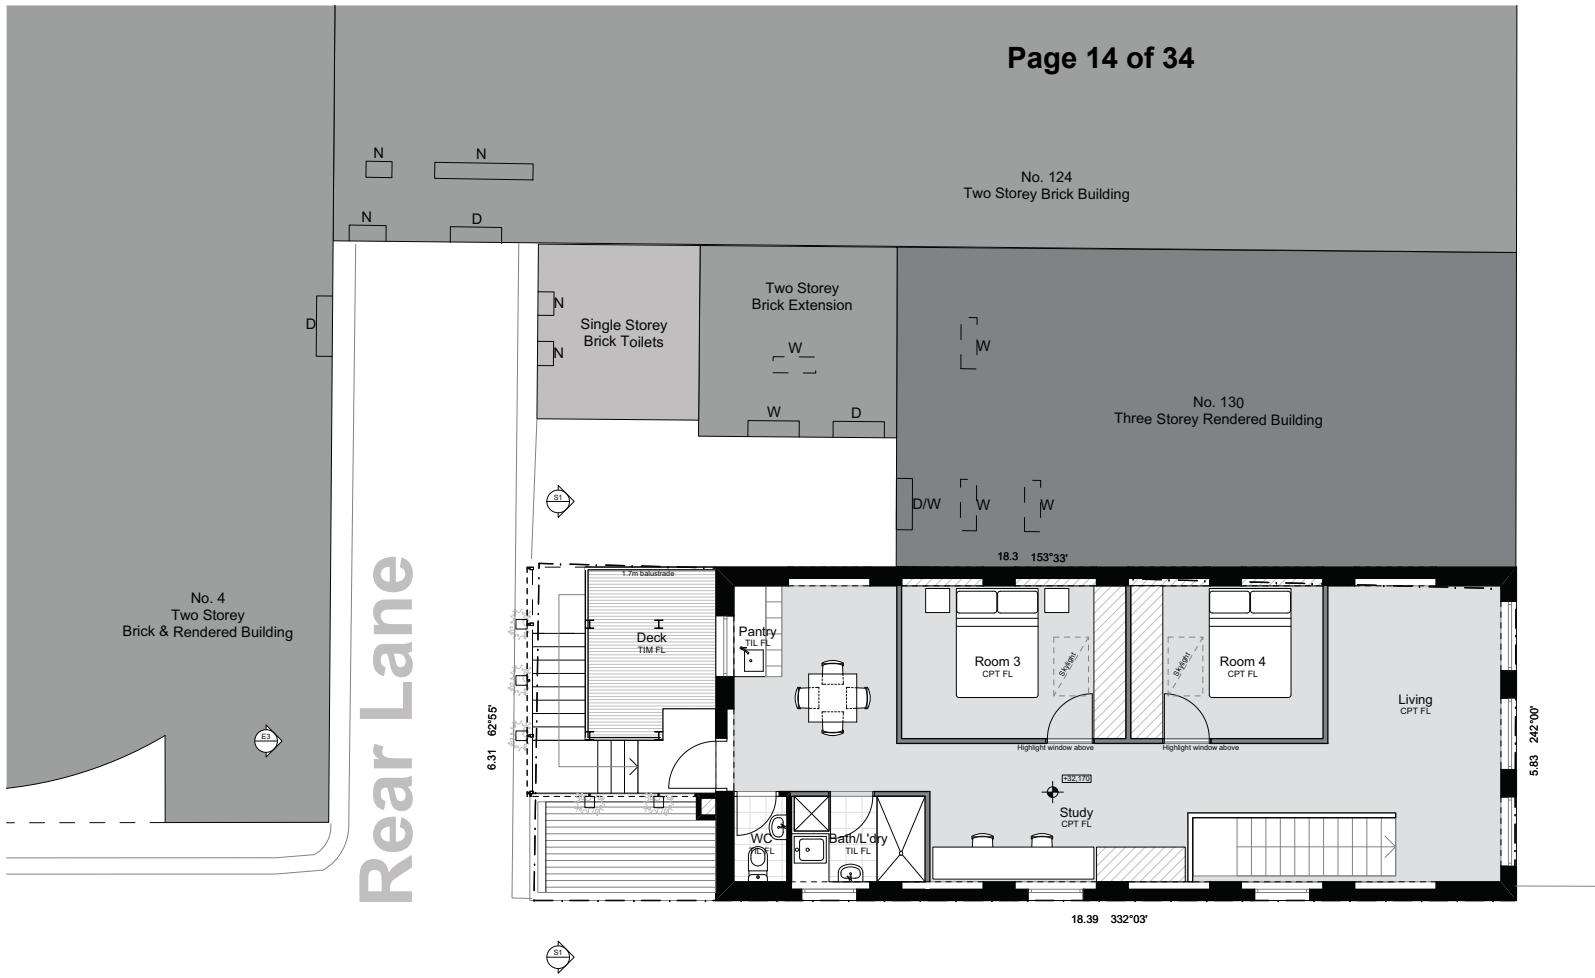 Page 14 of 34
N
N
No. 124
Two Storey Brick Building
N
D
D
N
N
Single Storey
Brick Toilets
Two Storey
Brick Extension
W
W
D
W
No. 130
Three Storey Rendered Building
D/W
W
W
S1
18.3 153°33'
1.7m balustrade
No. 4
Two Storey
Brick & Rendered Building
Rear Lane
E3
6.31 62°55'
Deck
TIM FL
Pantry
TIL FL
Room 3
CPT FL
Skylight
Skylight
Room 4
CPT FL
Living
CPT FL
Highlight window above
Highlight window above
5.83 242°00'
+32,170
Study
CPT FL
WC
TIL FL
Bath/L'dry
TIL FL
18.39 332°03'
S1